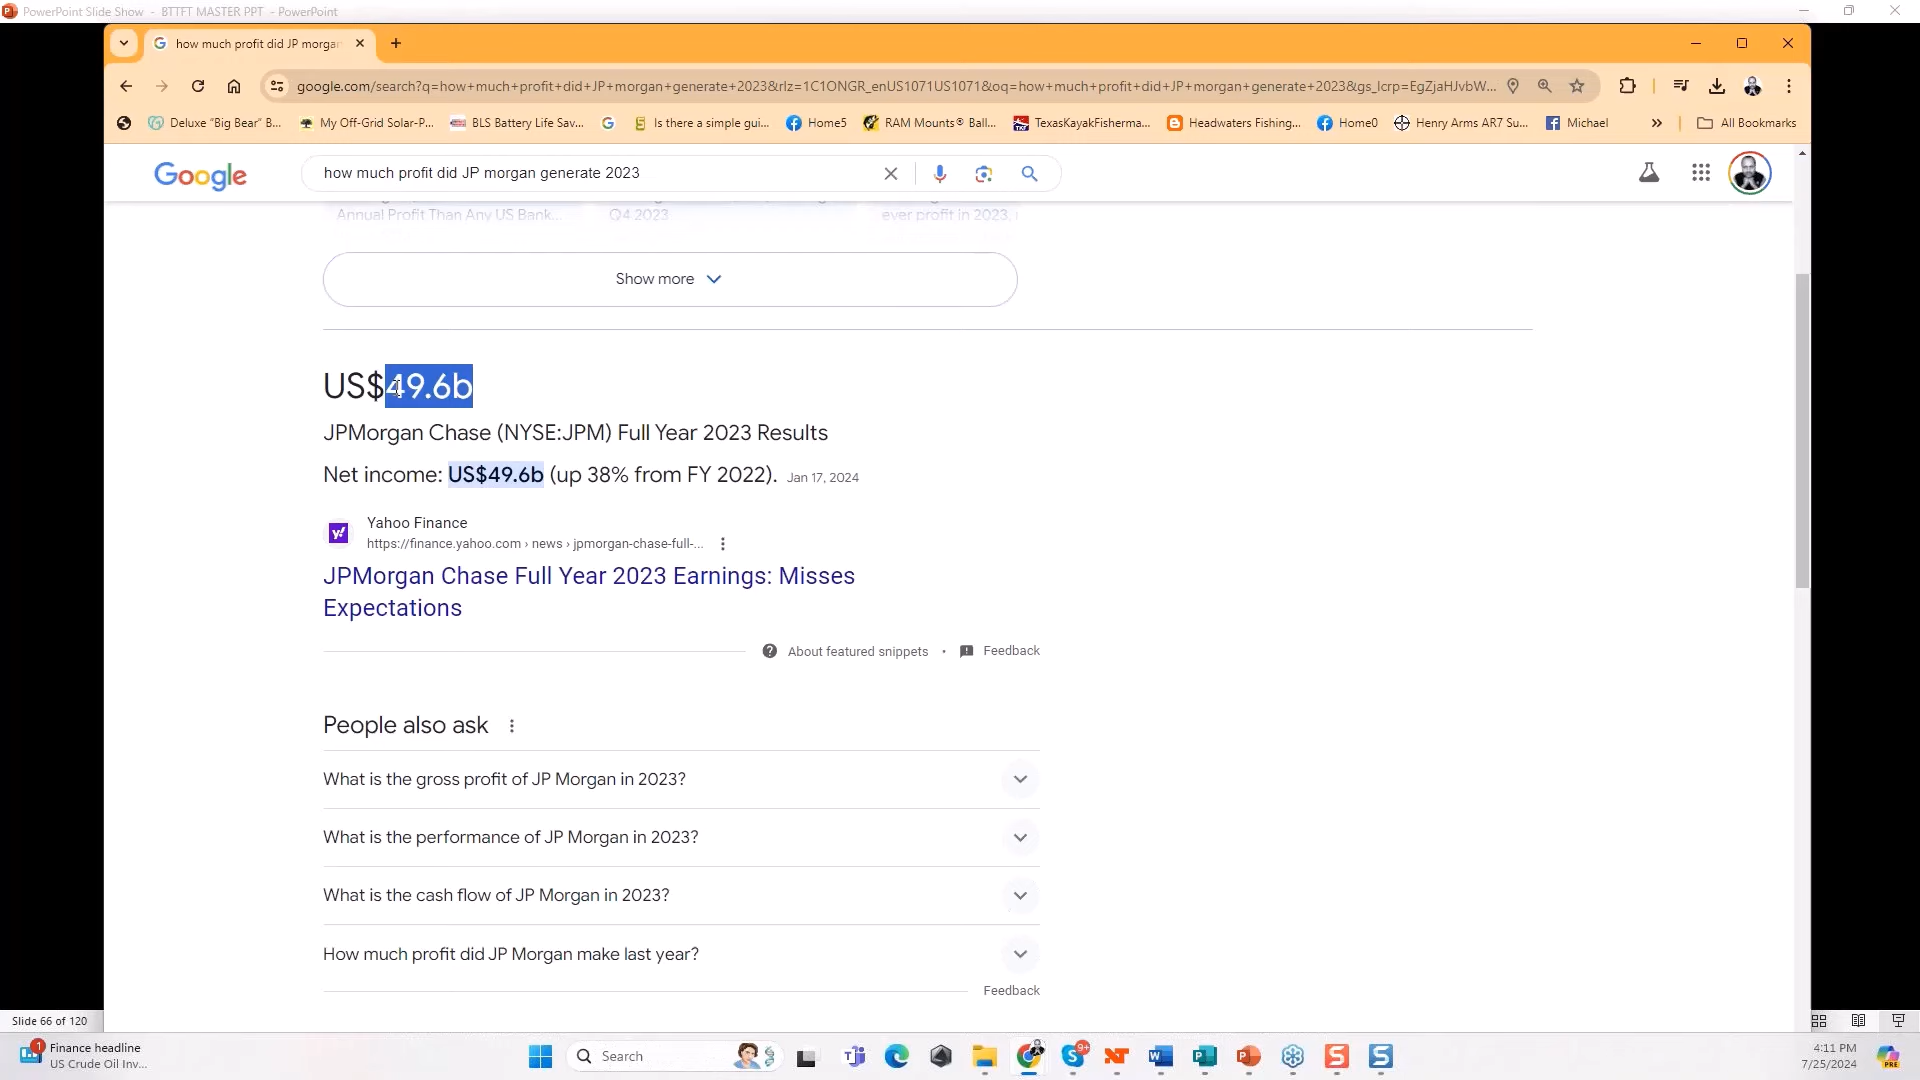 PowerPoint Slide Show - BTTFT MASTER PPT - PowerPoint
how much profit did JP morgan
google.com/search?q=how+much+profit+did+JP+morgan+generate+2023&rlz=1C1ONGR_enUS1071US1071&oq=how+much+profit+did+JP+morgan+generate+2023&gs_lcrp=EgZjaHJvbW...
Deluxe "Big Bear" B... My Off-Grid Solar-P... BLS Battery Life Sav... Is there a simple gui... Home5 RAM Mounts® Ball... TexasKayakFisherma... Headwaters Fishing,... Home0 Henry Arms AR7 Su... Michael » All Bookmarks
Google how much profit did JP morgan generate 2023
Annual Profit Than Any US Bank... Q4 2023 ever profit in 2023,
Show more
US$49.6b
JPMorgan Chase (NYSE:JPM) Full Year 2023 Results
Net income: US$49.6b (up 38% from FY 2022). Jan 17, 2024
Yahoo Finance
https://finance.yahoo.com › news › jpmorgan-chase-full-...
JPMorgan Chase Full Year 2023 Earnings: Misses
Expectations
About featured snippets • Feedback
People also ask
What is the gross profit of JP Morgan in 2023?
What is the performance of JP Morgan in 2023?
What is the cash flow of JP Morgan in 2023?
How much profit did JP Morgan make last year?
Feedback
Slide 66 of 120
Finance headline
US Crude Oil Inv...
Search
9+
4:11 PM
7/25/2024